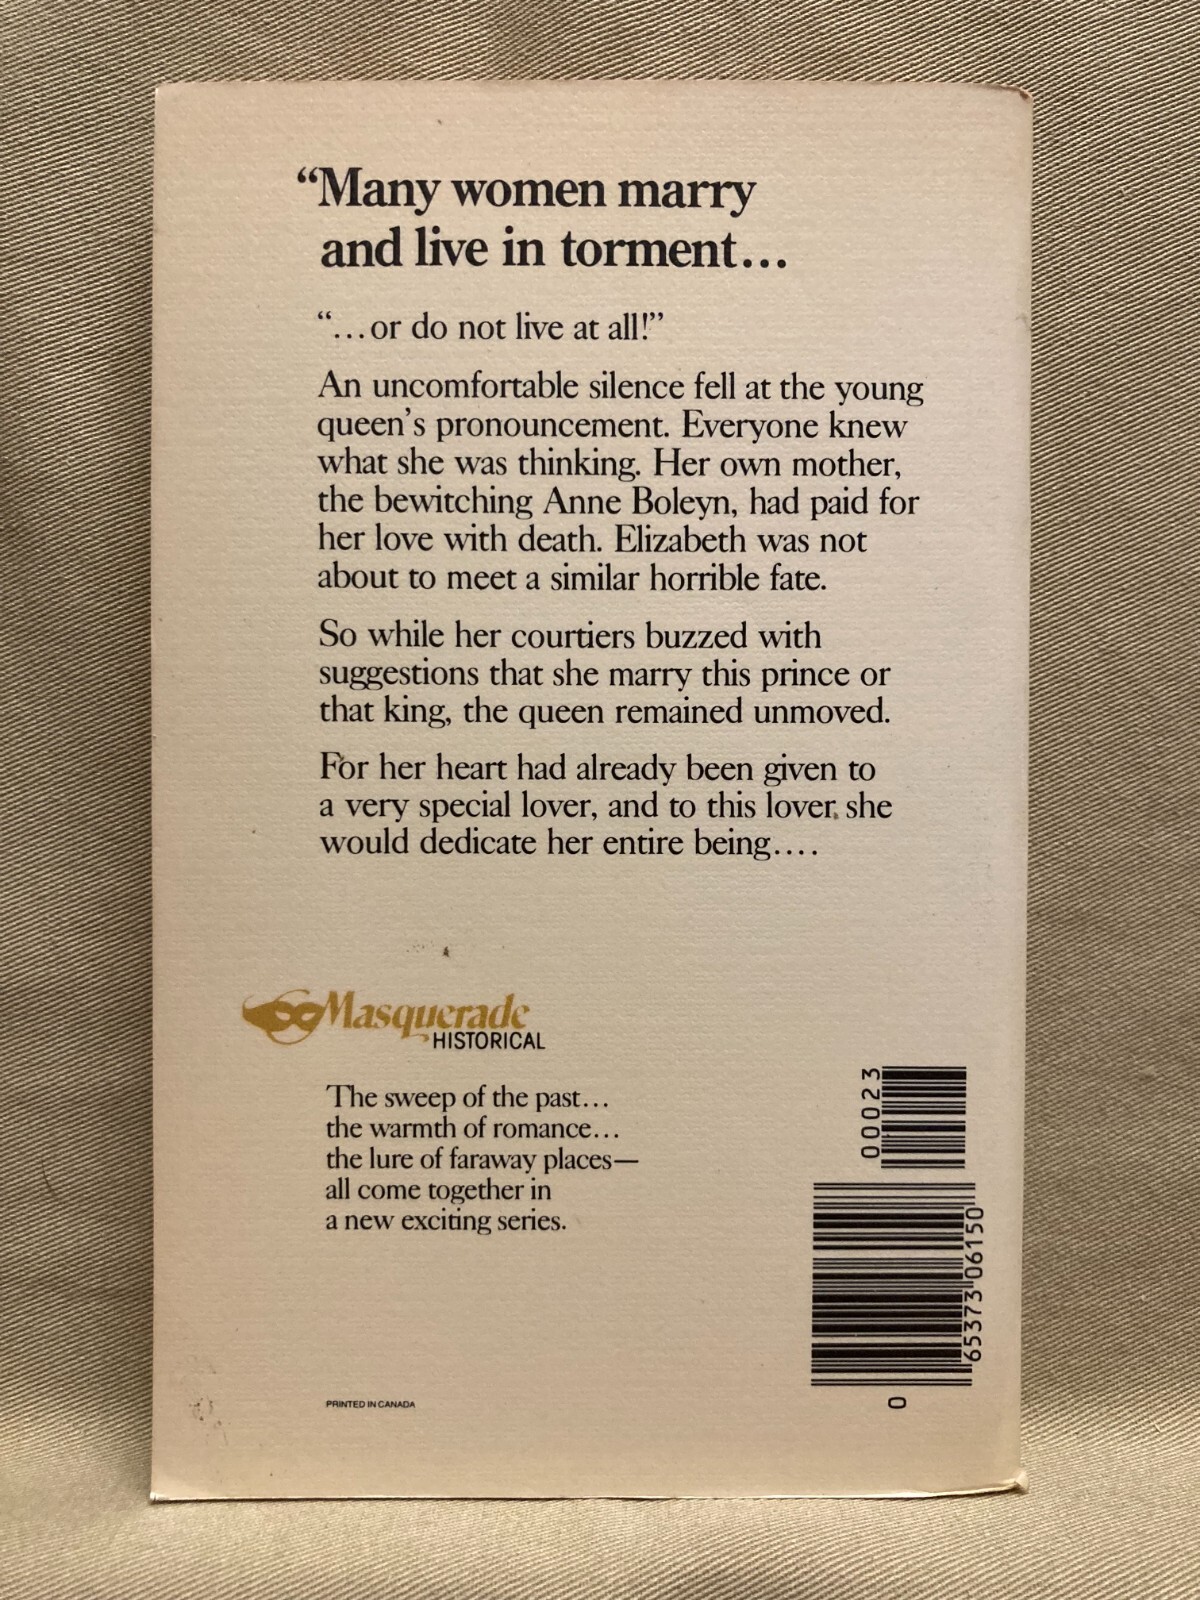 “Many women marry
and live in torment...
“...or do not live at all!”
An uncomfortable silence fell at the young
queen's pronouncement. Everyone knew
what she was thinking. Her own mother,
the bewitching Anne Boleyn, had paid for
her love with death. Elizabeth was not
about to meet a similar horrible fate.
So while her courtiers buzzed with
suggestions that she marry this prince or
that king, the queen remained unmoved.
For her heart had already been given to
a very special lover, and to this lover, she
would dedicate her entire being....
Masquerade
HISTORICAL
The sweep of the past...
the warmth of romance...
the lure of faraway places—
all come together in
a new exciting series.
PRINTED IN CANADA
00023
0 65373 06150